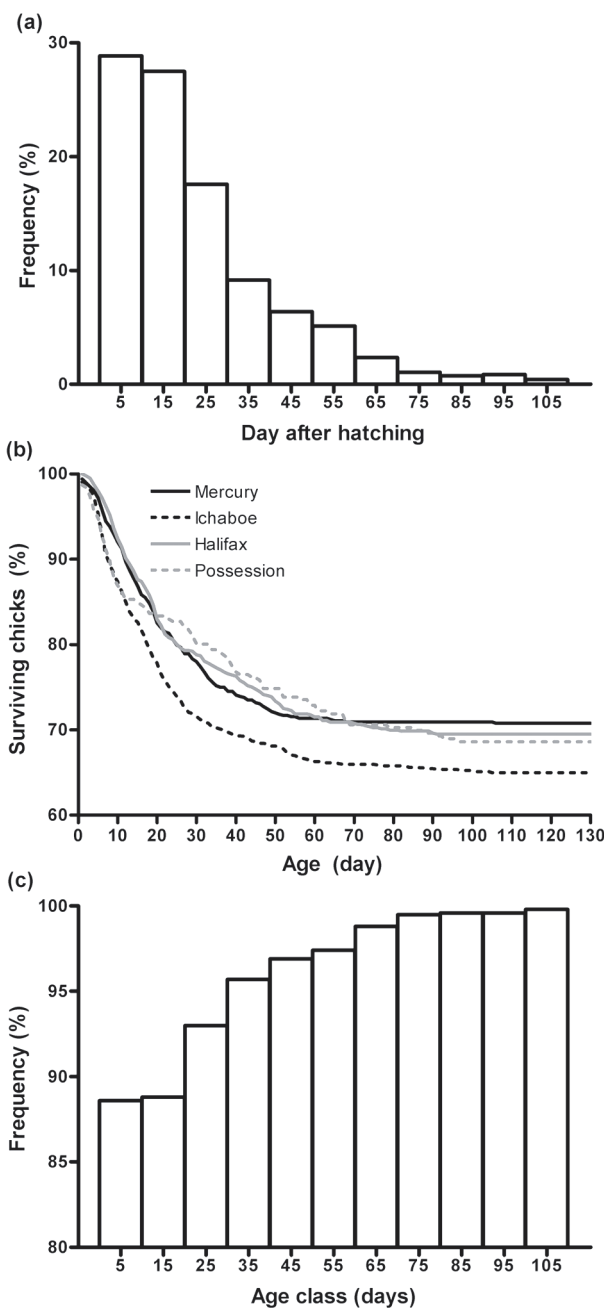 (a)
30
20
10
0
Frequency (%)
5 15 25 35 45 55 65 75 85 95 105
Day after hatching
(b)
100
90
80
70
60
Surviving chicks (%)
Mercury
Ichaboe
Halifax
Possession
0 10 20 30 40 50 60 70 80 90 100 110 120 130
Age (day)
(c)
100
95
90
85
80
Frequency (%)
5 15 25 35 45 55 65 75 85 95 105
Age class (days)